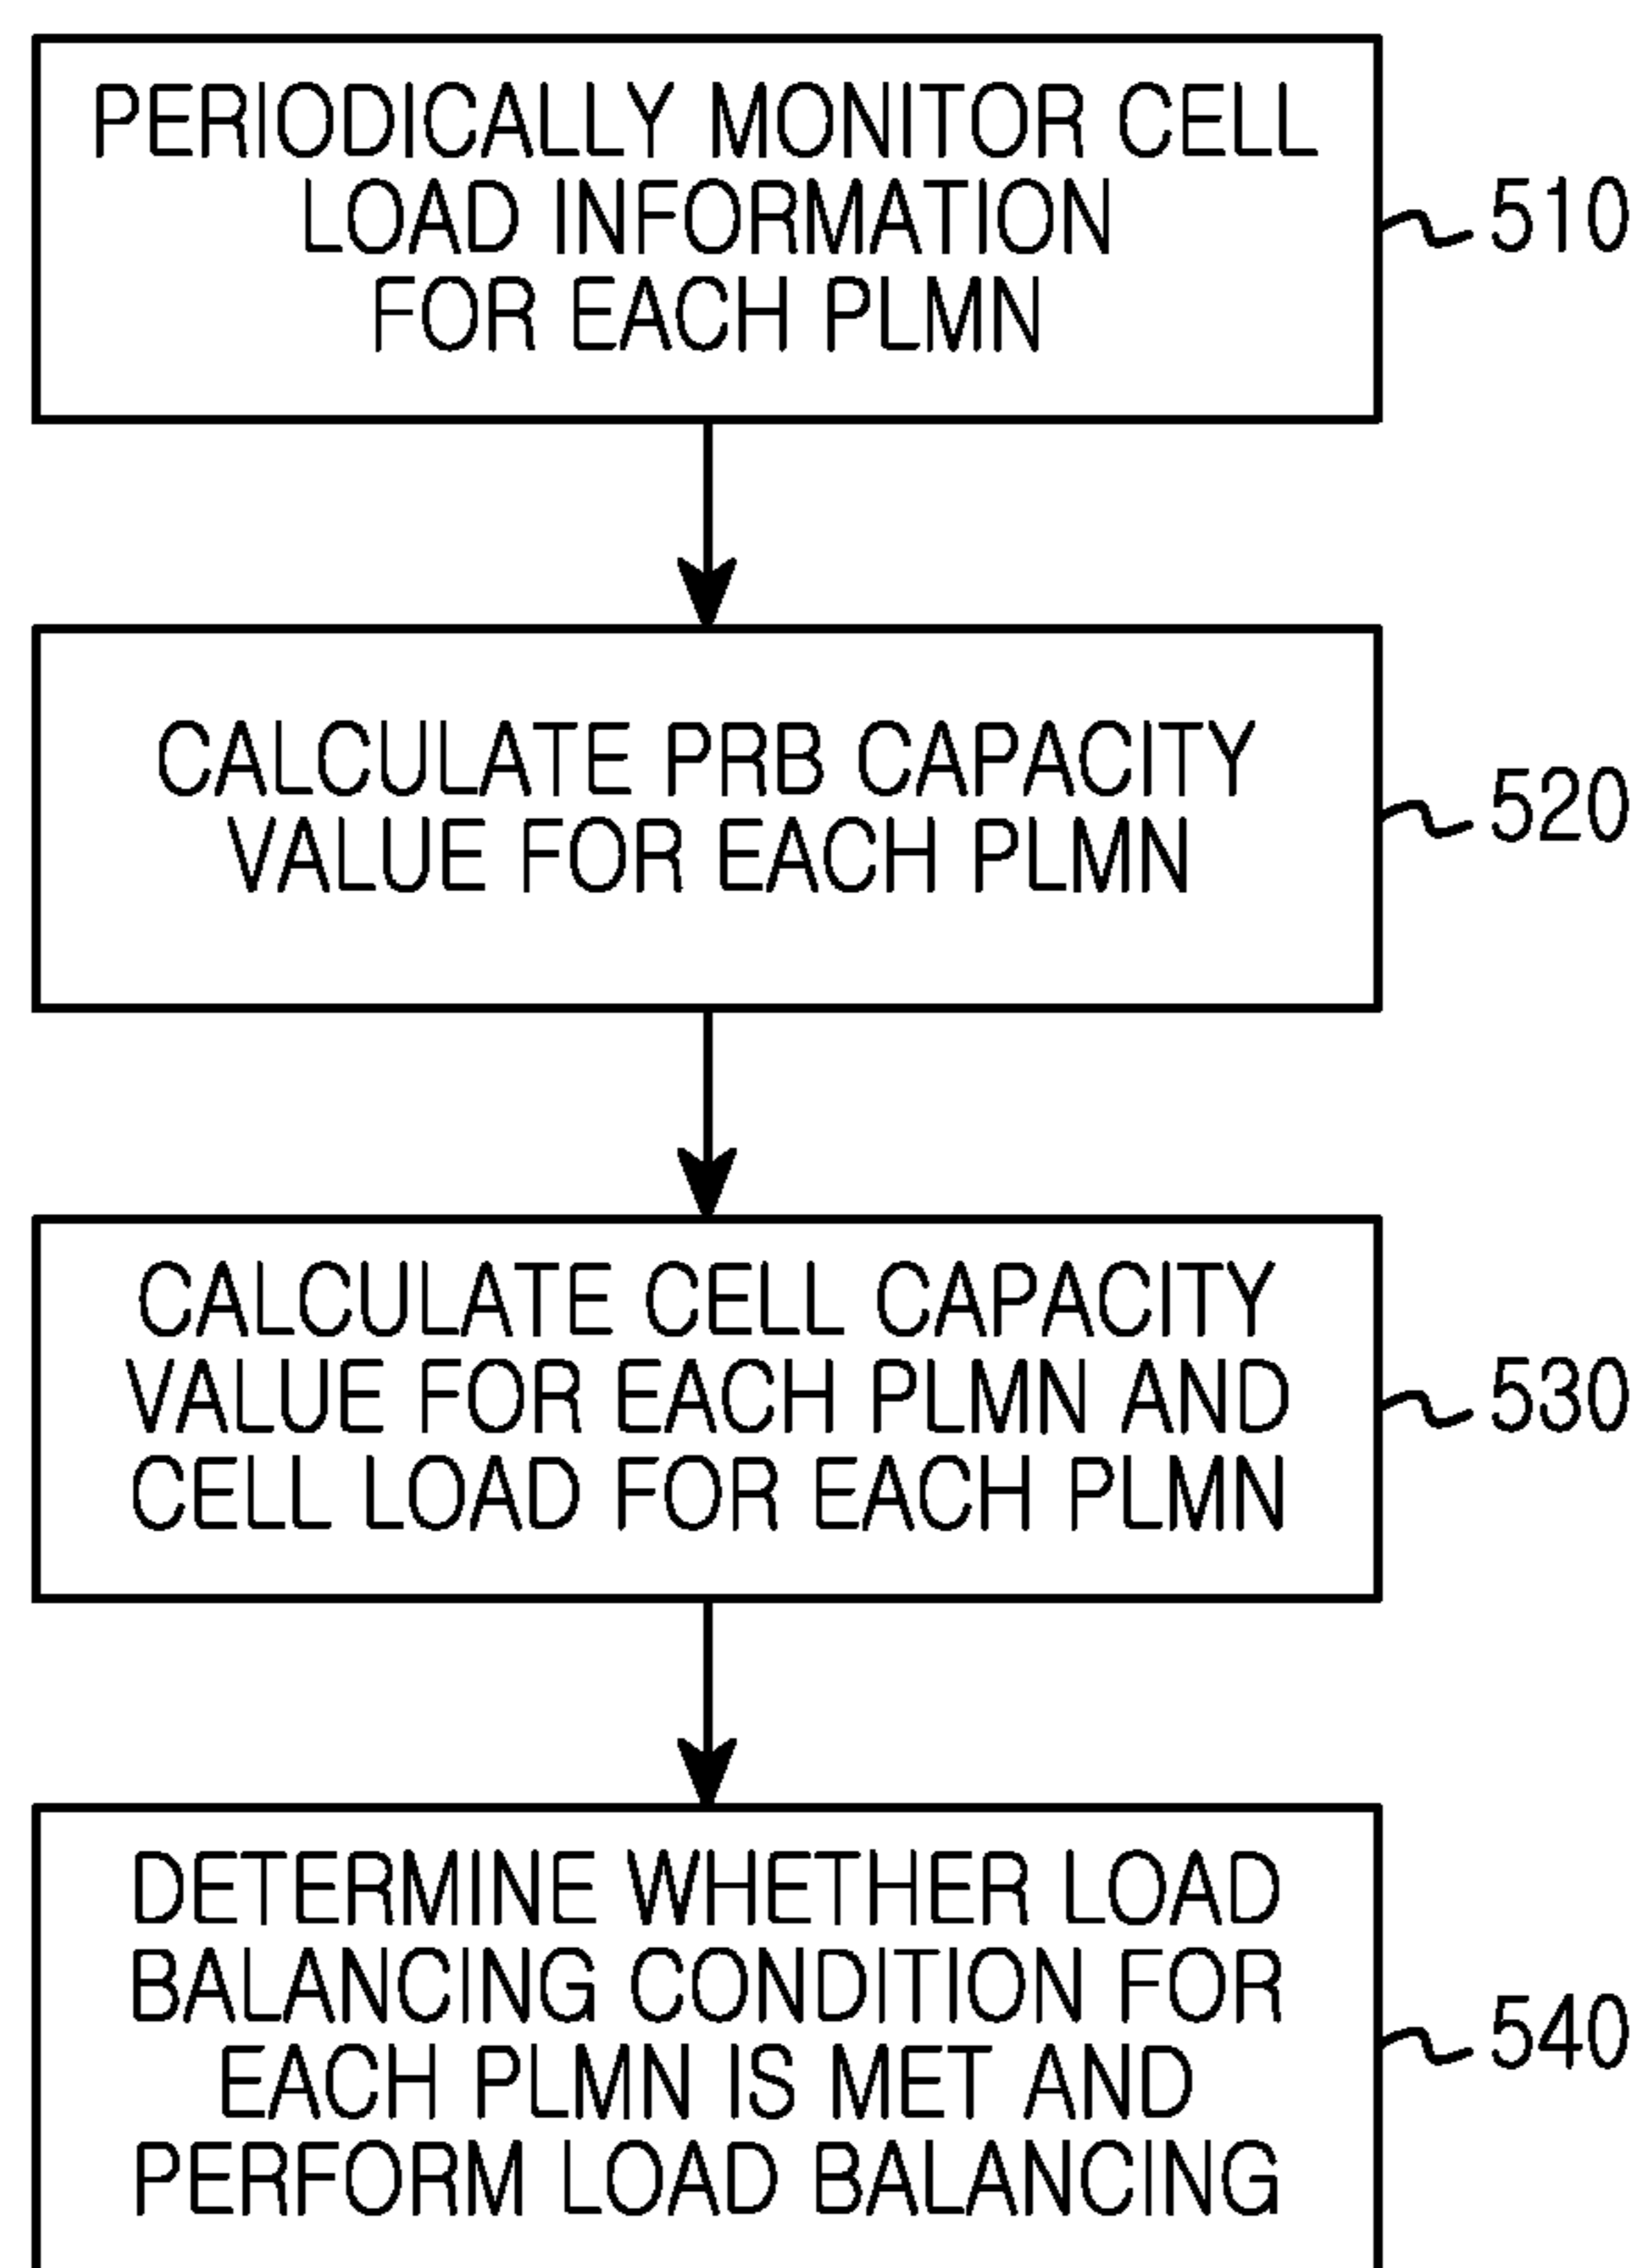 PERIODICALLY MONITOR CELL
LOAD INFORMATION
FOR EACH PLMN
510
CALCULATE PRB CAPACITY
VALUE FOR EACH PLMN
520
CALCULATE CELL CAPACITY
VALUE FOR EACH PLMN AND
CELL LOAD FOR EACH PLMN
530
DETERMINE WHETHER LOAD
BALANCING CONDITION FOR
EACH PLMN IS MET AND
PERFORM LOAD BALANCING
540